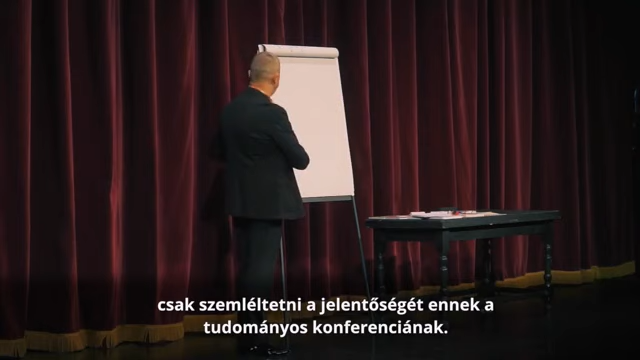 csak szemléltetni a jelentőségét ennek a
tudományos konferenciának.